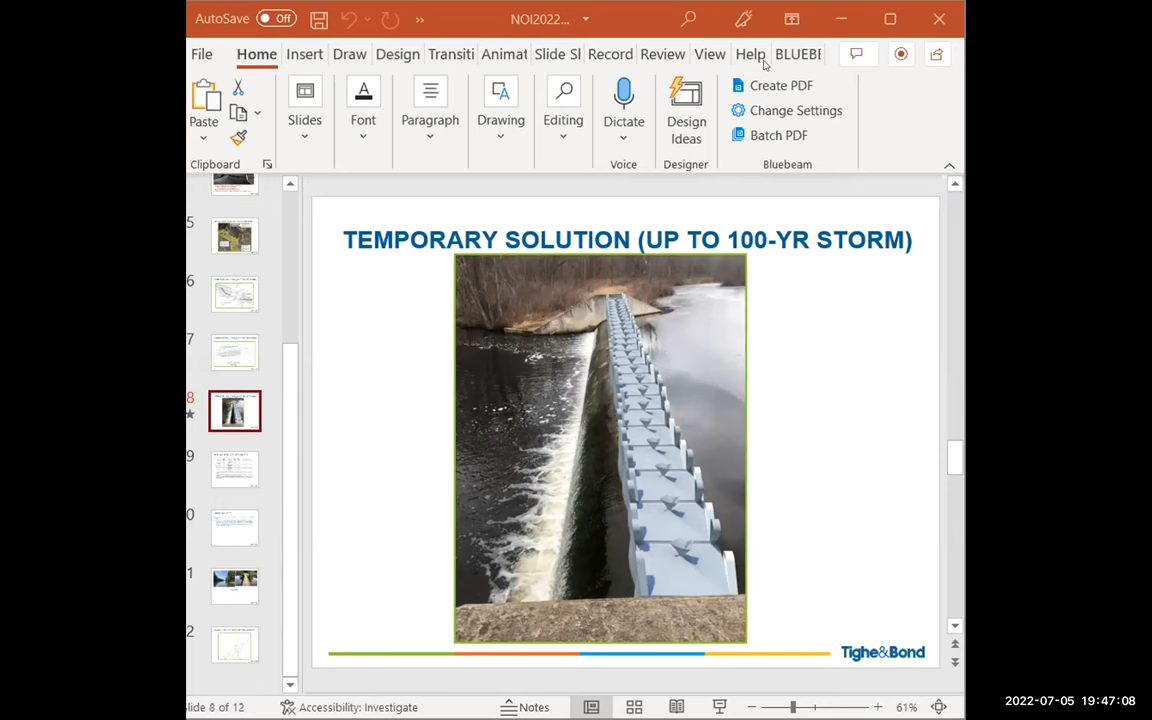 AutoSave Off NOI2022... »
File Home Insert Draw Design Transiti Animat Slide Sl Record Review View Help BLUEBI
Paste
Slides
Font
Paragraph
Drawing
Editing
Dictate
Design
Ideas
Create PDF
Change Settings
Batch PDF
Clipboard
Voice
Designer
Bluebeam
5
6
7
8
9
0
1
2
TEMPORARY SOLUTION (UP TO 100-YR STORM)
Tighe&Bond
Slide 8 of 12 Accessibility: Investigate Notes 61%
2022-07-05 19:47:08